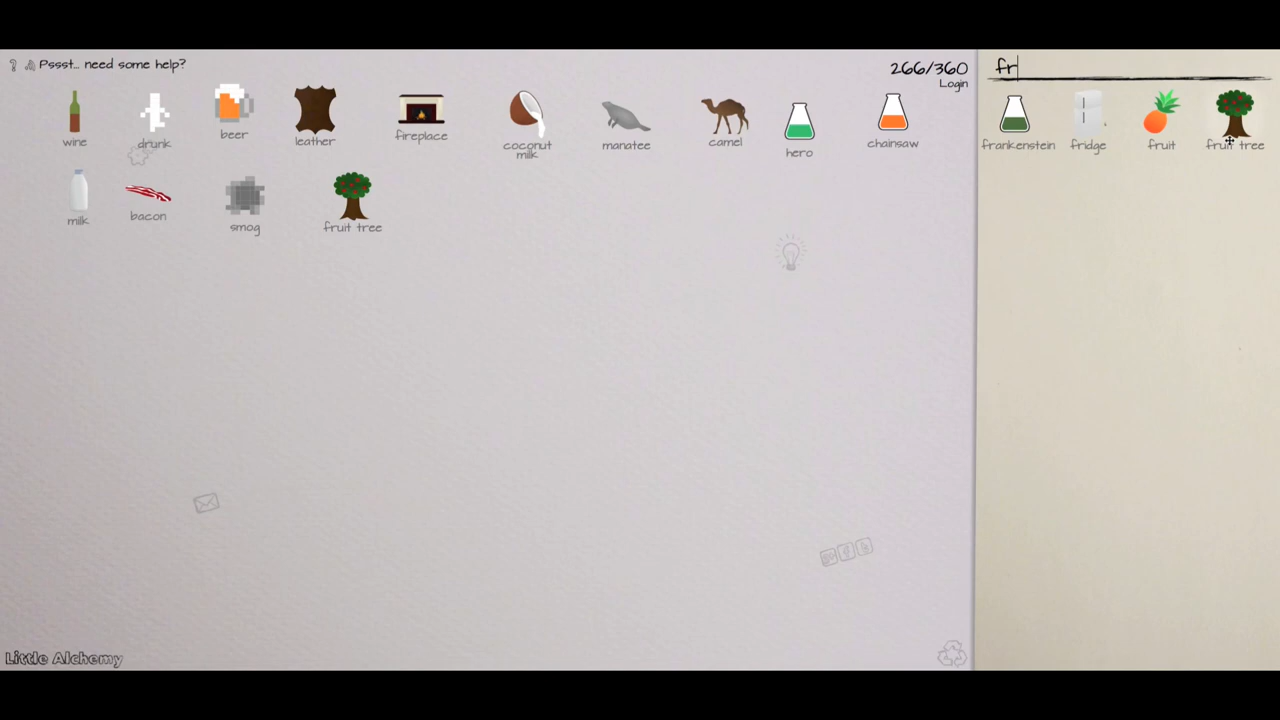 Pssst... need some help?
266/360
Login
fr
wine
drunk
beer
leather
fireplace
coconut
milk
manatee
camel
hero
chainsaw
frankenstein
fridge
fruit
fruit tree
milk
bacon
smog
fruit tree
Little Alchemy